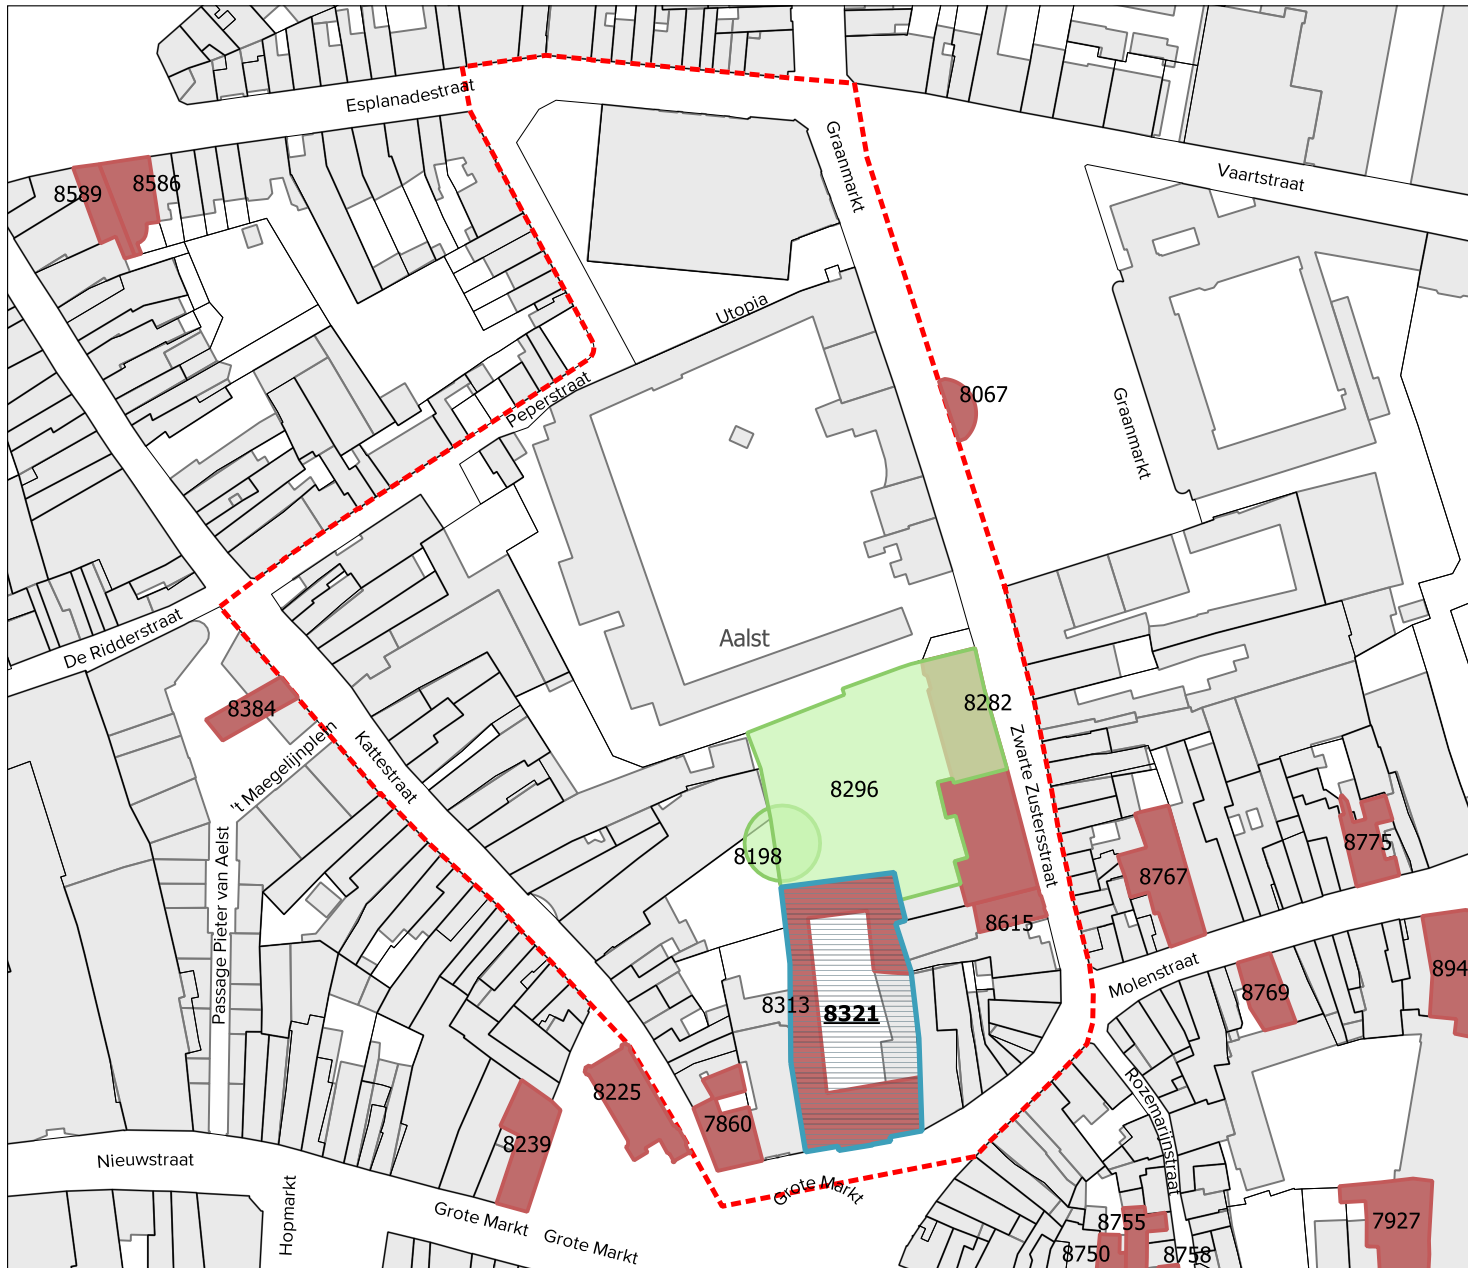 Esplanadestraat
Graanmarkt
Vaartstraat
8589
8586
Utopia
Peperstraat
8067
Graanmarkt
De Ridderstraat
Aalst
8384
't Maegelijnplein
Kattestraat
8282
Zwarte Zustersstraat
8296
8198
8775
8767
Passage Pieter van Aelst
8615
Molenstraat
894
8769
8313
8321
8225
Rozemarijnstraat
7860
8239
Nieuwstraat
Grote Markt
Hopmarkt
Grote Markt
Grote Markt
8755
7927
8750
8758